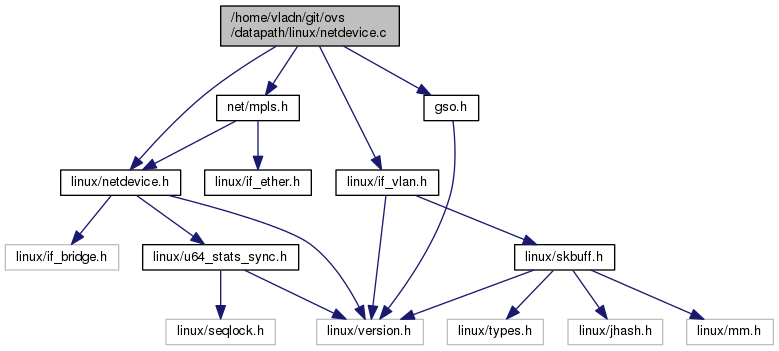 /home/vladn/git/ovs
/datapath/linux/netdevice.c
net/mpls.h
gso.h
linux/netdevice.h
linux/if_ether.h
linux/if_vlan.h
linux/if_bridge.h
linux/u64_stats_sync.h
linux/skbuff.h
linux/seqlock.h
linux/version.h
linux/types.h
linux/jhash.h
linux/mm.h